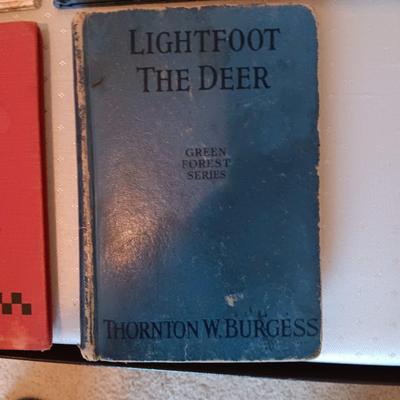 LIGHTFOOT
THE DEER
GREEN
FOREST
SERIES
THORNTON W. BURGESS